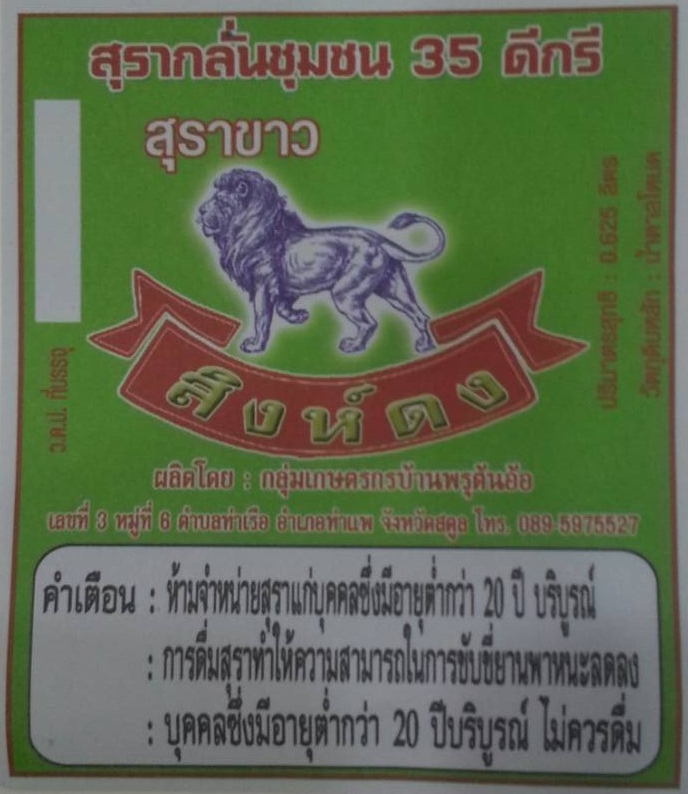 สุรากลั่นชุมชน 35 ดีกรี
สุราขาว
สิงห์ดง
ว.ด.ป. ที่บรรจุ
ปริมาตรสุทธิ : 0.625 ลิตร
วัตถุดิบหลัก : น้ำตาลโตนด
ผลิตโดย : กลุ่มเกษตรกรบ้านพรุต้นอ้อ
เลขที่ 3 หมู่ที่ 6 ตำบลท่าเรือ อำเภอท่าแพ จังหวัดสตูล โทร. 089-5975527
คำเตือน : ห้ามจำหน่ายสุราแก่บุคคลซึ่งมีอายุต่ำกว่า 20 ปี บริบูรณ์
: การดื่มสุราทำให้ความสามารถในการขับขี่ยานพาหนะลดลง
: บุคคลซึ่งมีอายุต่ำกว่า 20 ปีบริบูรณ์ ไม่ควรดื่ม